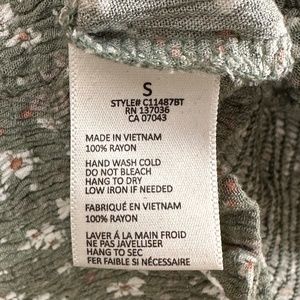 S
STYLE# C11487BT
RN 137036
CA 07043
MADE IN VIETNAM
100% RAYON
HAND WASH COLD
DO NOT BLEACH
HANG TO DRY
LOW IRON IF NEEDED
FABRIQUÉ EN VIETNAM
100% RAYON
LAVER Á LA MAIN FROID
NE PAS JAVELLISER
HANG TO SEC
FER FAIBLE SI NÉCESSAIRE